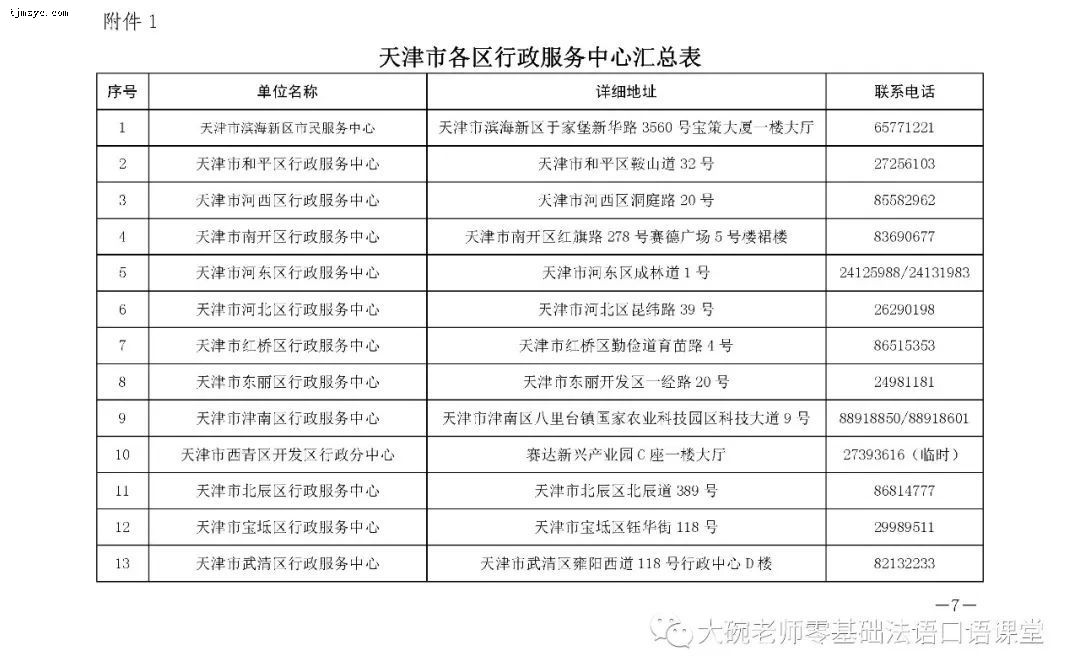 tjmzyc.com
附件 1
天津市各区行政服务中心汇总表
序号 单位名称 详细地址 联系电话
1 天津市滨海新区市民服务中心 天津市滨海新区于家堡新华路 3560 号宝策大厦一楼大厅 65771221
2 天津市和平区行政服务中心 天津市和平区鞍山道 32 号 27256103
3 天津市河西区行政服务中心 天津市河西区洞庭路 20 号 85582962
4 天津市南开区行政服务中心 天津市南开区红旗路 278 号赛德广场 5 号楼裙楼 83690677
5 天津市河东区行政服务中心 天津市河东区成林道 1 号 24125988/24131983
6 天津市河北区行政服务中心 天津市河北区昆纬路 39 号 26290198
7 天津市红桥区行政服务中心 天津市红桥区勤俭道育苗路 4 号 86515353
8 天津市东丽区行政服务中心 天津市东丽开发区一经路 20 号 24981181
9 天津市津南区行政服务中心 天津市津南区八里台镇国家农业科技园区科技大道 9 号 88918850/88918601
10 天津市西青区开发区行政分中心 赛达新兴产业园 C 座一楼大厅 27393616（临时）
11 天津市北辰区行政服务中心 天津市北辰区北辰道 389 号 86814777
12 天津市宝坻区行政服务中心 天津市宝坻区钰华街 118 号 29989511
13 天津市武清区行政服务中心 天津市武清区雍阳西道 118 号行政中心 D 楼 82132233
—7—
大碗老师零基础法语口语课堂